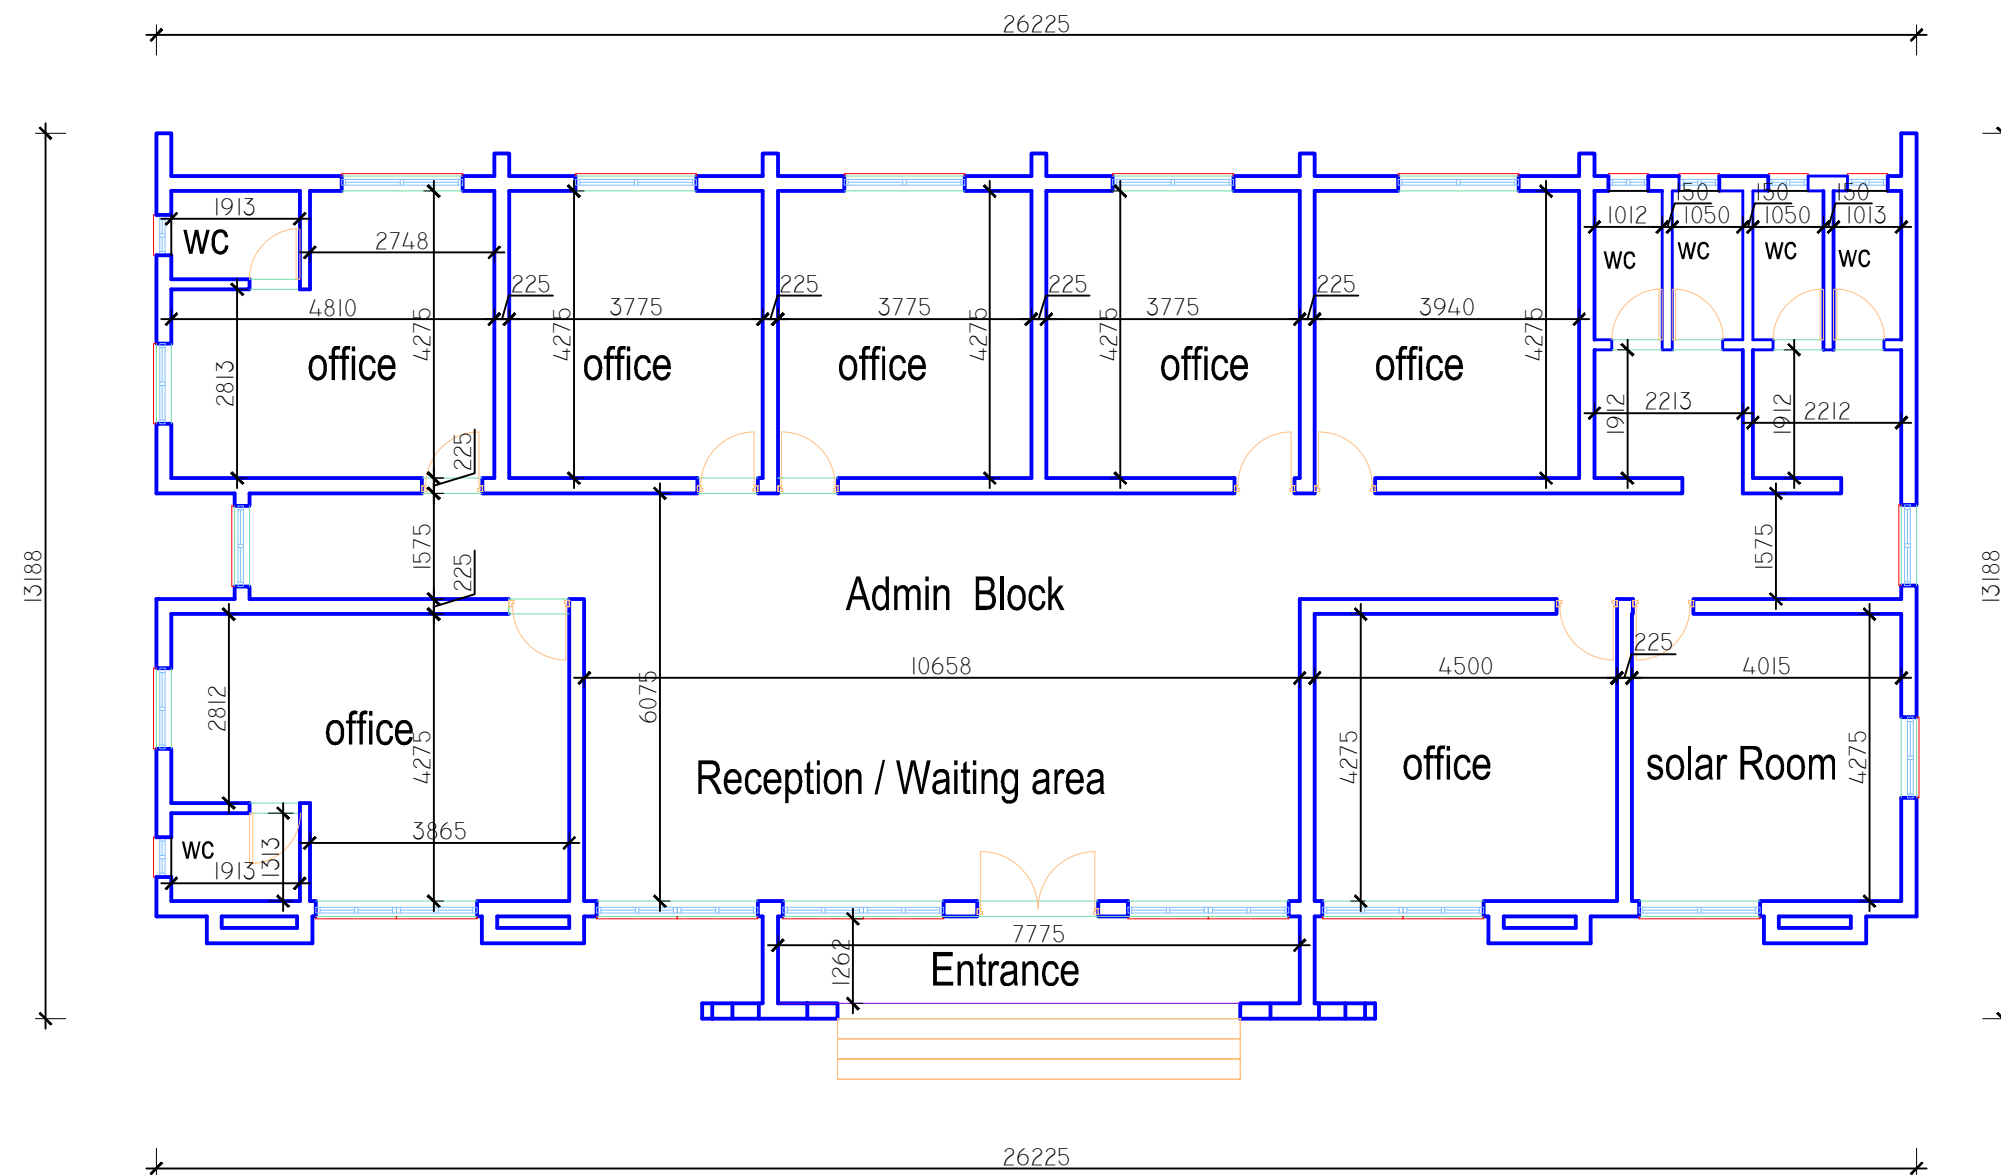 26225
150 150 150
1913 1012 1050 1050 1013
WC 2748 WC WC WC WC
225 225 225 225
4810 3775 3775 3775 3940
4275 4275 4275 4275 4275
office office office office office
2813 1912 2213 1912 2212
225
13188 1575 1575 13188
225
Admin Block
225
10658 4500 4015
2812 6075
office
4275 4275 4275
Reception / Waiting area office solar Room
3865
1313
WC
1913
7775
1262
Entrance
26225